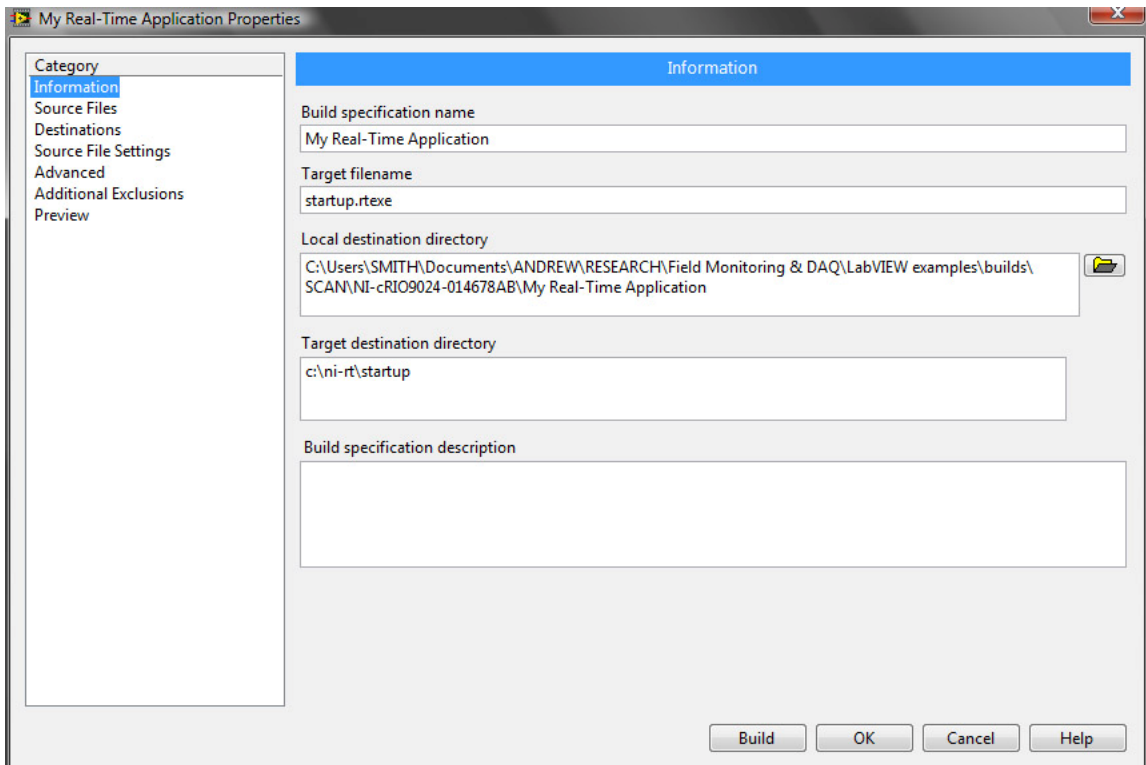 My Real-Time Application Properties
Category
Information
Source Files
Destinations
Source File Settings
Advanced
Additional Exclusions
Preview
Information
Build specification name
My Real-Time Application
Target filename
startup.rtexe
Local destination directory
C:\Users\SMITH\Documents\ANDREW\RESEARCH\Field Monitoring & DAQ\LabVIEW examples\builds\
SCAN\NI-cRIO9024-014678AB\My Real-Time Application
Target destination directory
c:\ni-rt\startup
Build specification description
Build
OK
Cancel
Help